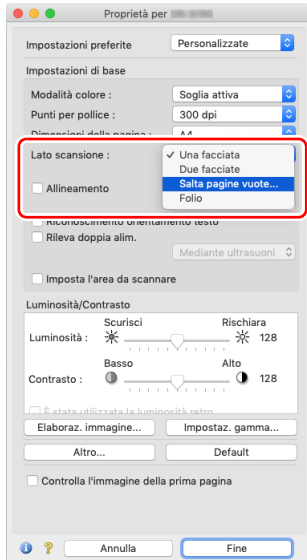 Proprietà per
Impostazioni preferite Personalizzate
Impostazioni di base
Modalità colore : Soglia attiva
Punti per pollice : 300 dpi
Dimensioni della pagina : A4
Lato scansione : ✓ Una facciata
Due facciate
Salta pagine vuote...
Folio
Allineamento
Riconoscimento orientamento testo
Rileva doppia alim.
Mediante ultrasuoni
Imposta l'area da scannare
Luminosità/Contrasto
Scurisci Rischiara
Luminosità : 128
Basso Alto
Contrasto : 128
È stata utilizzata la luminosità retro
Elaboraz. immagine... Impostaz. gamma...
Altro... Default
Controlla l'immagine della prima pagina
Annulla Fine